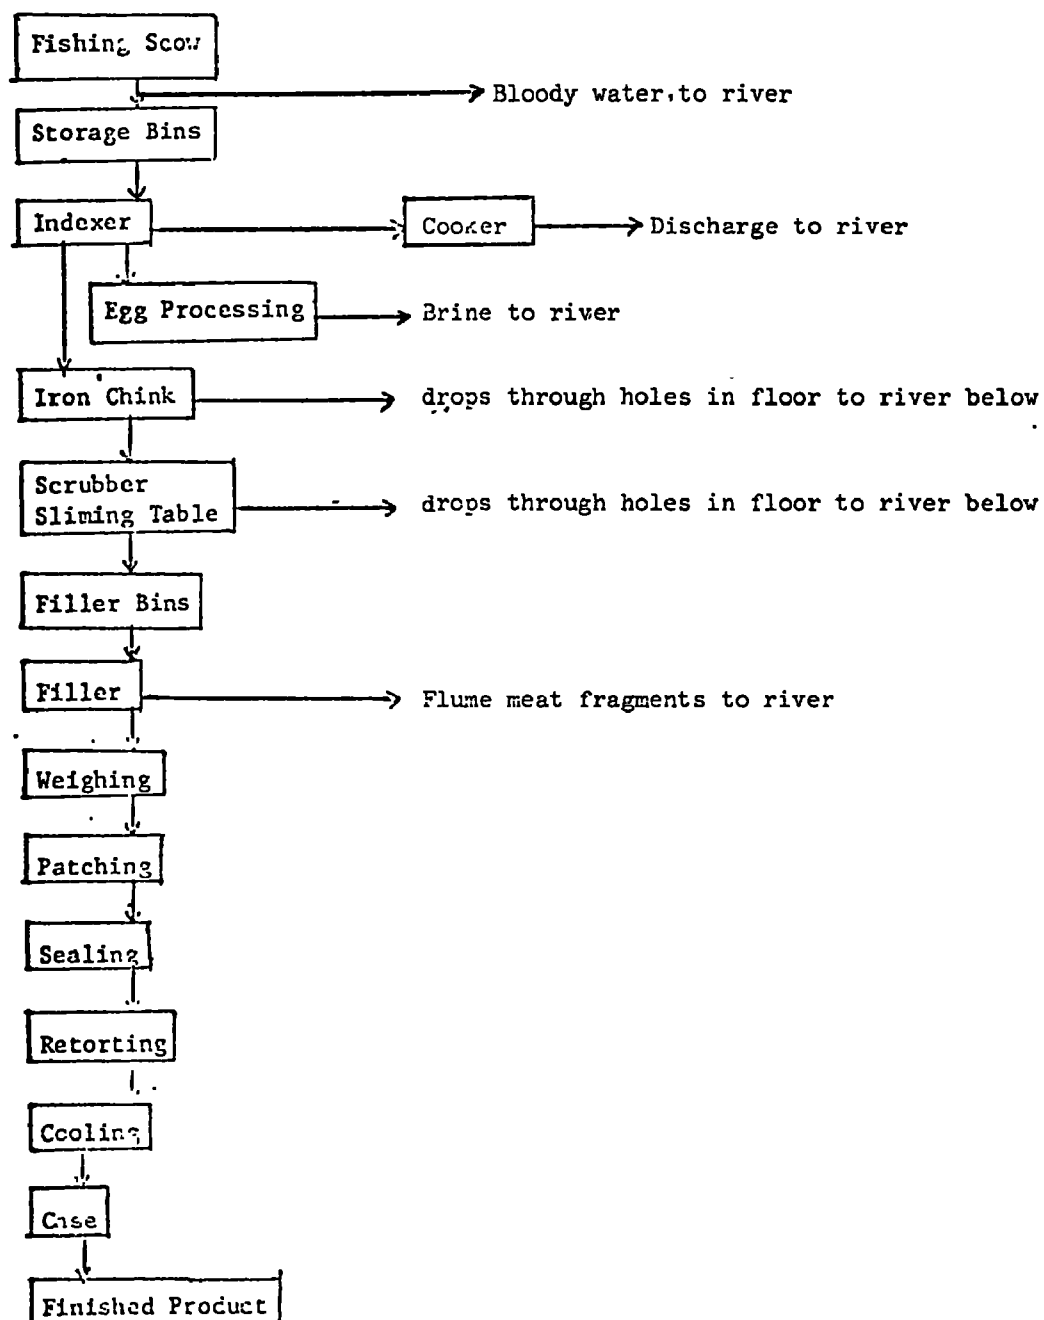 Fishing Scow
Bloody water to river
Storage Bins
Indexer
Cooker
Discharge to river
Egg Processing
Brine to river
Iron Chink
drops through holes in floor to river below
Scrubber
Sliming Table
drops through holes in floor to river below
Filler Bins
Filler
Flume meat fragments to river
Weighing
Patching
Sealing
Retorting
Cooling
Case
Finished Product